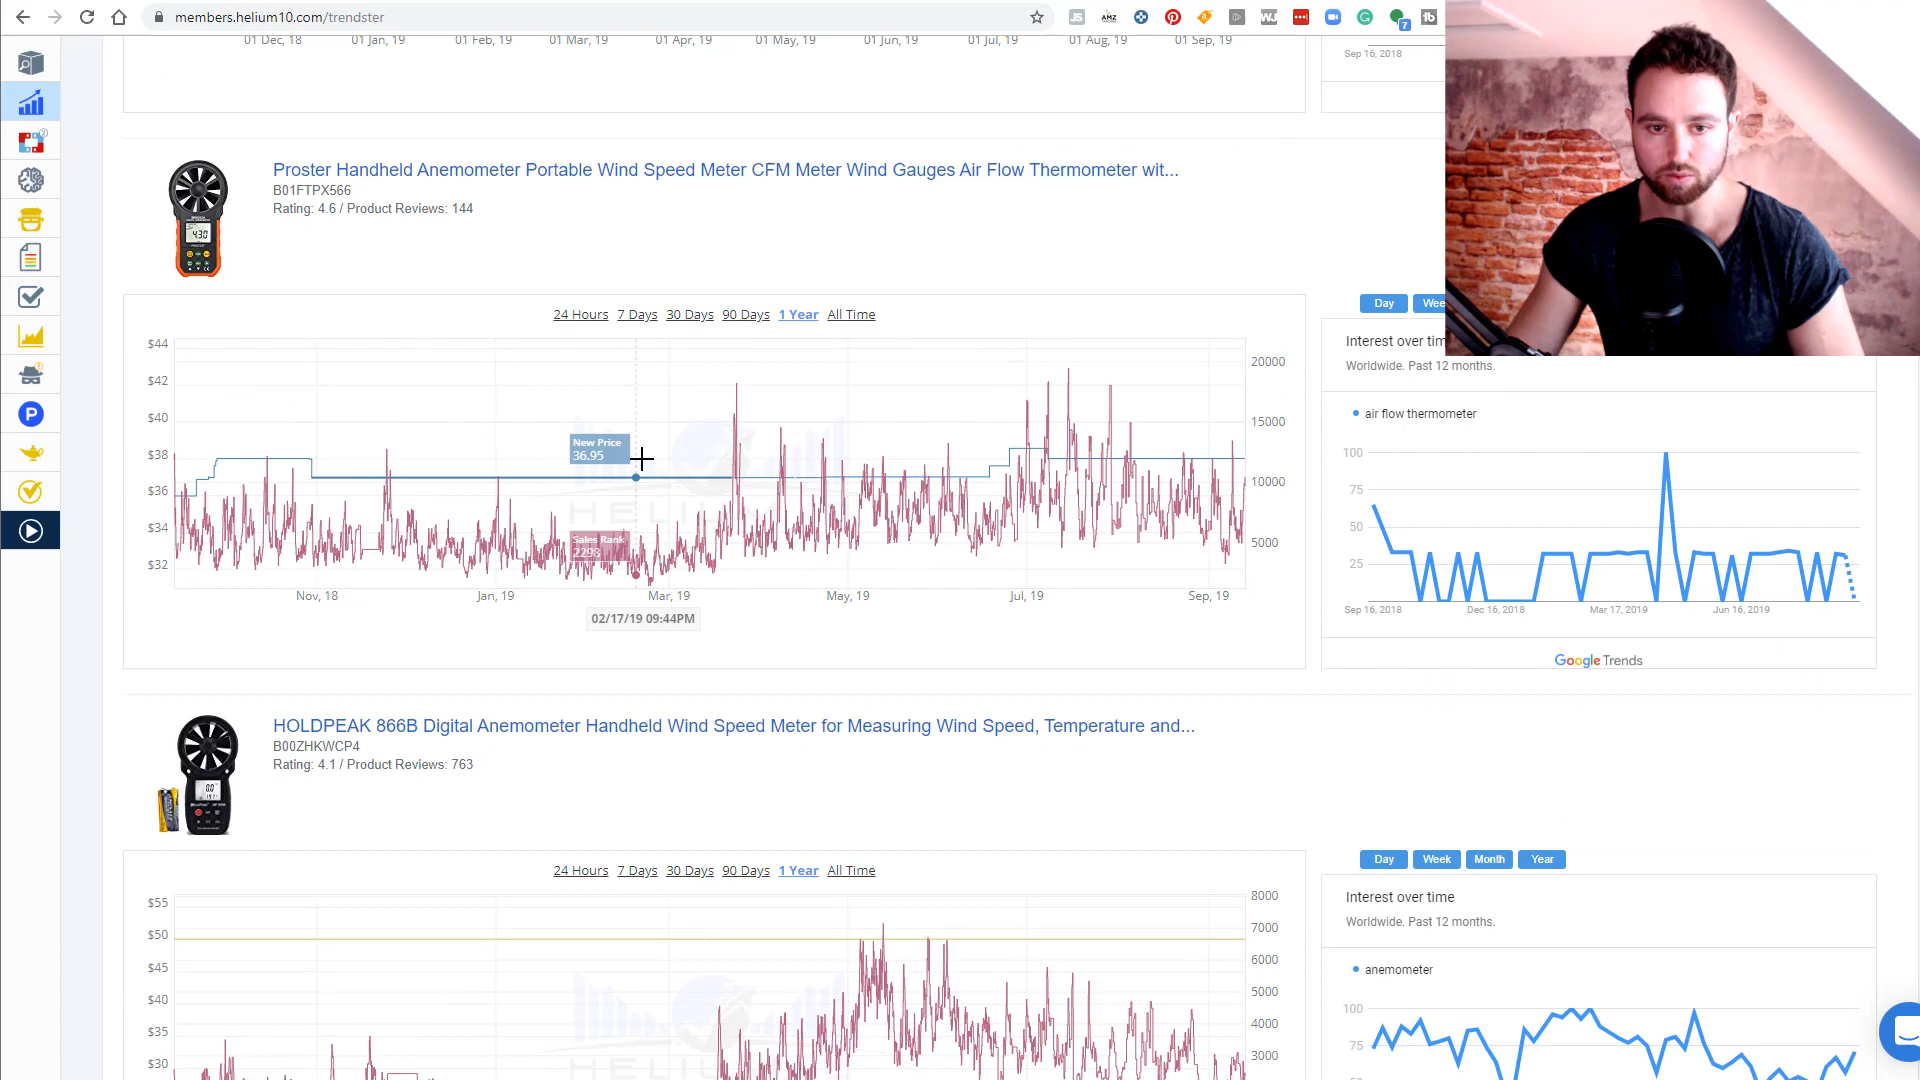 members.helium10.com/trendster
01 Dec, 18 01 Jan, 19 01 Feb, 19 01 Mar, 19 01 Apr, 19 01 May, 19 01 Jun, 19 01 Jul, 19 01 Aug, 19 01 Sep, 19
Sep 16, 2018
Proster Handheld Anemometer Portable Wind Speed Meter CFM Meter Wind Gauges Air Flow Thermometer wit...
B01FTPX566
Rating: 4.6 / Product Reviews: 144
24 Hours 7 Days 30 Days 90 Days 1 Year All Time
$44
$42
$40
$38
$36
$34
$32
20000
15000
10000
5000
New Price
36.95
Sales Rank
2293
HELIUM
Nov, 18 Jan, 19 Mar, 19 May, 19 Jul, 19 Sep, 19
02/17/19 09:44PM
Day
Interest over
Worldwide. Past 12 months.
air flow thermometer
100
75
50
25
Sep 16, 2018 Dec 16, 2018 Mar 17, 2019 Jun 16, 2019
Google Trends
HOLDPEAK 866B Digital Anemometer Handheld Wind Speed Meter for Measuring Wind Speed, Temperature and...
B00ZHKWCP4
Rating: 4.1 / Product Reviews: 763
24 Hours 7 Days 30 Days 90 Days 1 Year All Time
$55
$50
$45
$40
$35
$30
8000
7000
6000
5000
4000
3000
Day Week Month Year
Interest over time
Worldwide. Past 12 months.
anemometer
100
75